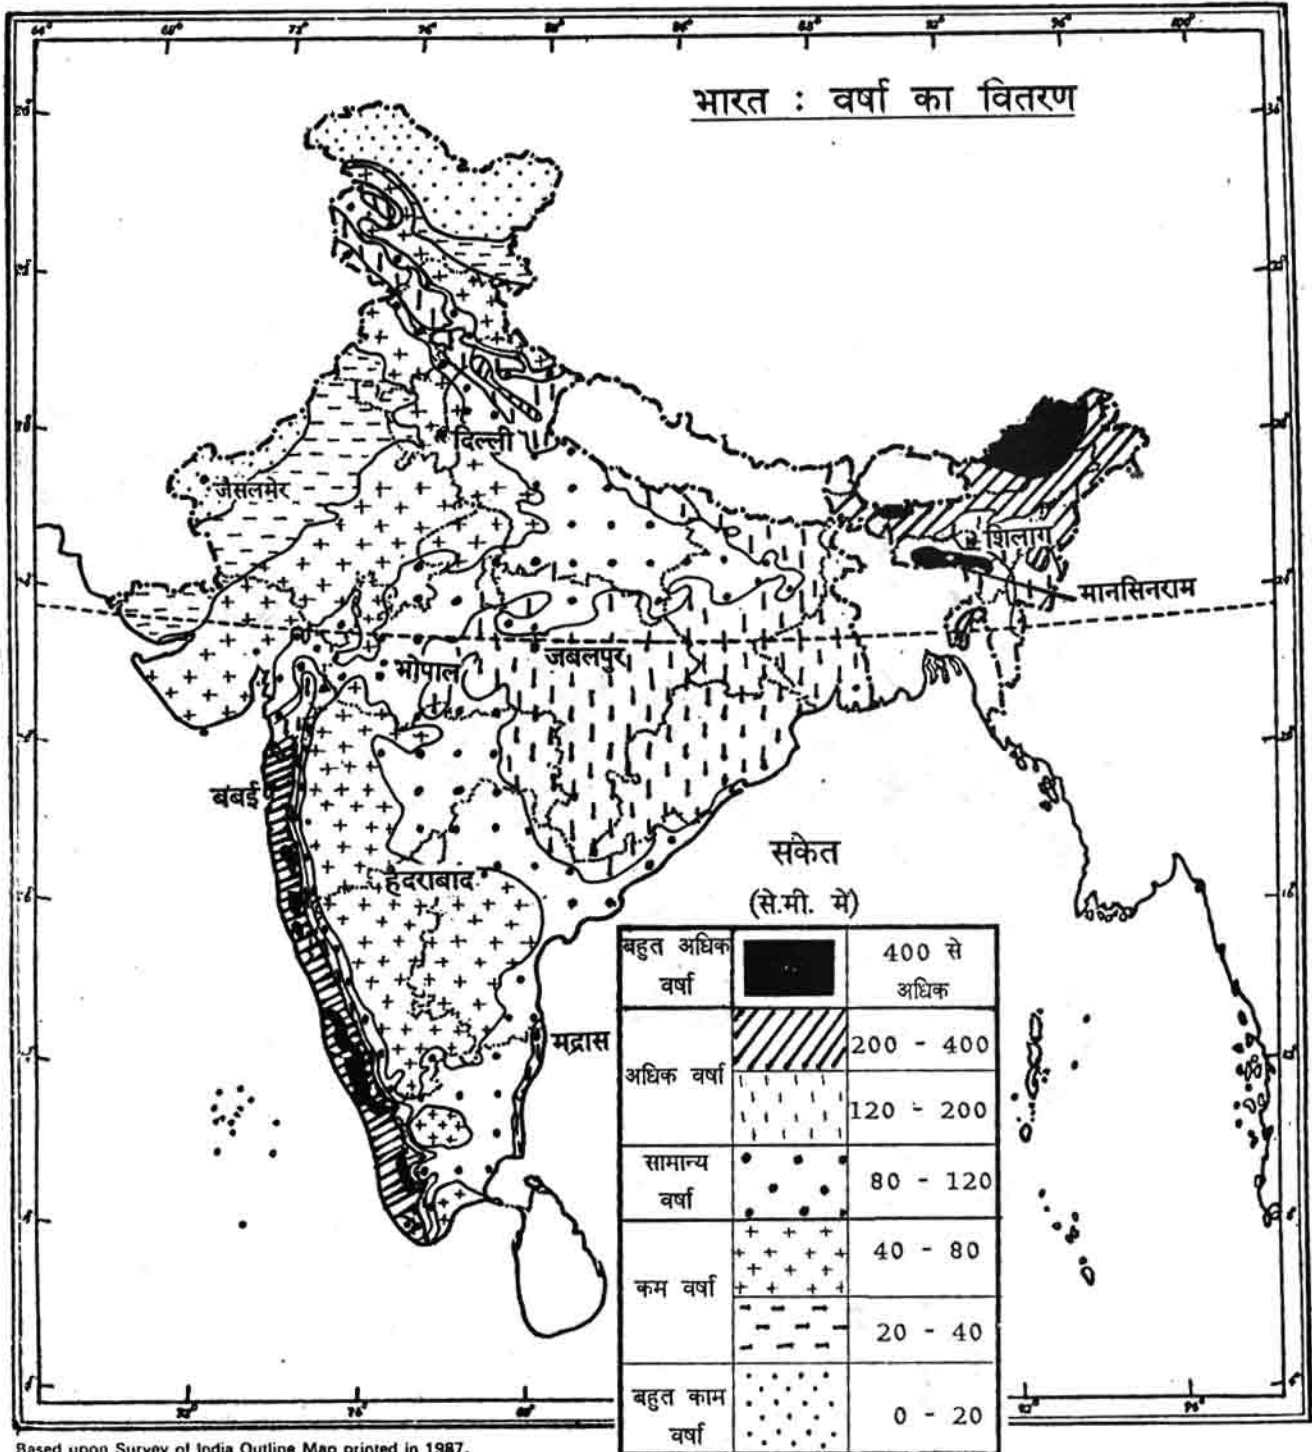 भारत : वर्षा का वितरण
दिल्ली
जैसलमेर
शिलांग
मानसिनराम
भोपाल
जबलपुर
बंबई
हैदराबाद
मद्रास
संकेत
(से.मी. में)
बहुत अधिक वर्षा
400 से अधिक
अधिक वर्षा
200 - 400
120 - 200
सामान्य वर्षा
80 - 120
कम वर्षा
40 - 80
20 - 40
बहुत काम वर्षा
0 - 20
Based upon Survey of India Outline Map printed in 1987.